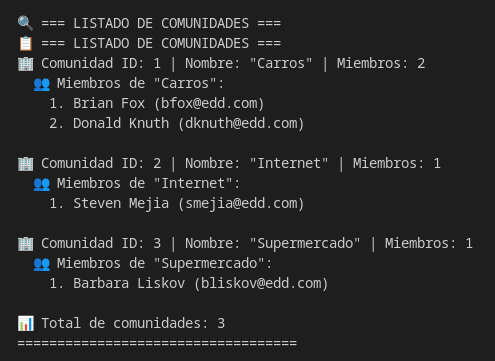 🔍 === LISTADO DE COMUNIDADES ===
📋 === LISTADO DE COMUNIDADES ===
🏢 Comunidad ID: 1 | Nombre: "Carros" | Miembros: 2
👥 Miembros de "Carros":
1. Brian Fox (bfox@edd.com)
2. Donald Knuth (dknuth@edd.com)
🏢 Comunidad ID: 2 | Nombre: "Internet" | Miembros: 1
👥 Miembros de "Internet":
1. Steven Mejia (smejia@edd.com)
🏢 Comunidad ID: 3 | Nombre: "Supermercado" | Miembros: 1
👥 Miembros de "Supermercado":
1. Barbara Liskov (bliskov@edd.com)
📊 Total de comunidades: 3
===================================